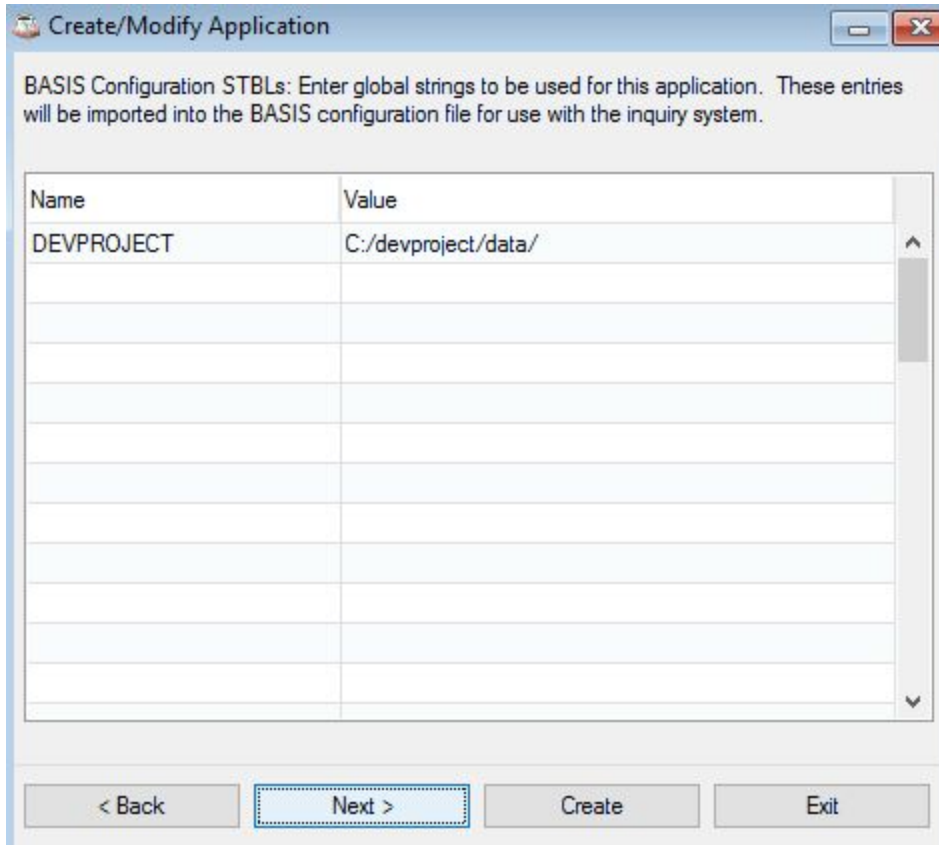 Create/Modify Application
BASIS Configuration STBLs: Enter global strings to be used for this application.  These entries
will be imported into the BASIS configuration file for use with the inquiry system.
Name Value
DEVPROJECT C:/devproject/data/
< Back Next > Create Exit